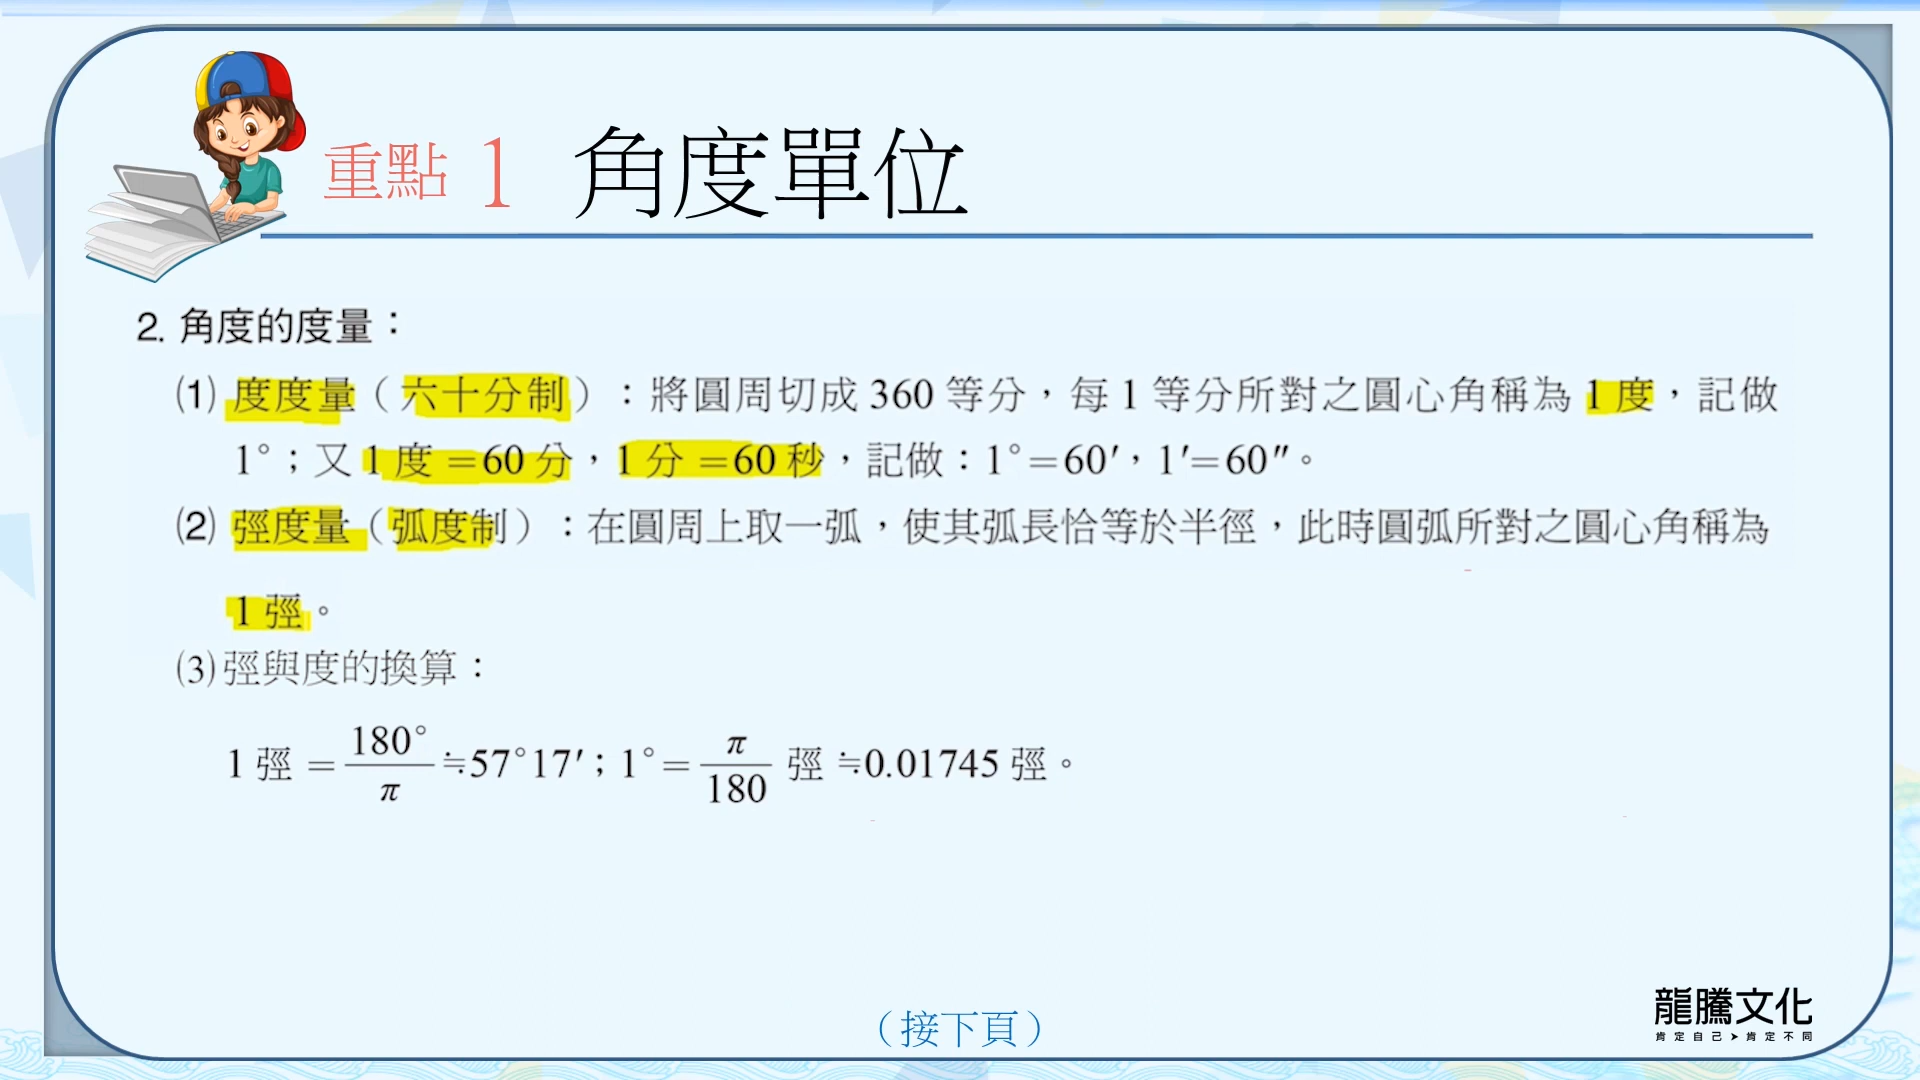 重點 1 角度單位
2. 角度的度量：
(1) 度度量（六十分制）：將圓周切成 360 等分，每 1 等分所對之圓心角稱為 1 度，記做
1°；又 1 度 =60 分，1 分 =60 秒，記做：1°=60′，1′=60″。
(2) 弳度量（弧度制）：在圓周上取一弧，使其弧長恰等於半徑，此時圓弧所對之圓心角稱為
1 弳。
(3) 弳與度的換算：
1 弳 = 180°/π ≒57°17′；1°= π/180 弳 ≒0.01745 弳。
（接下頁）
龍騰文化
肯定自己➤肯定不同